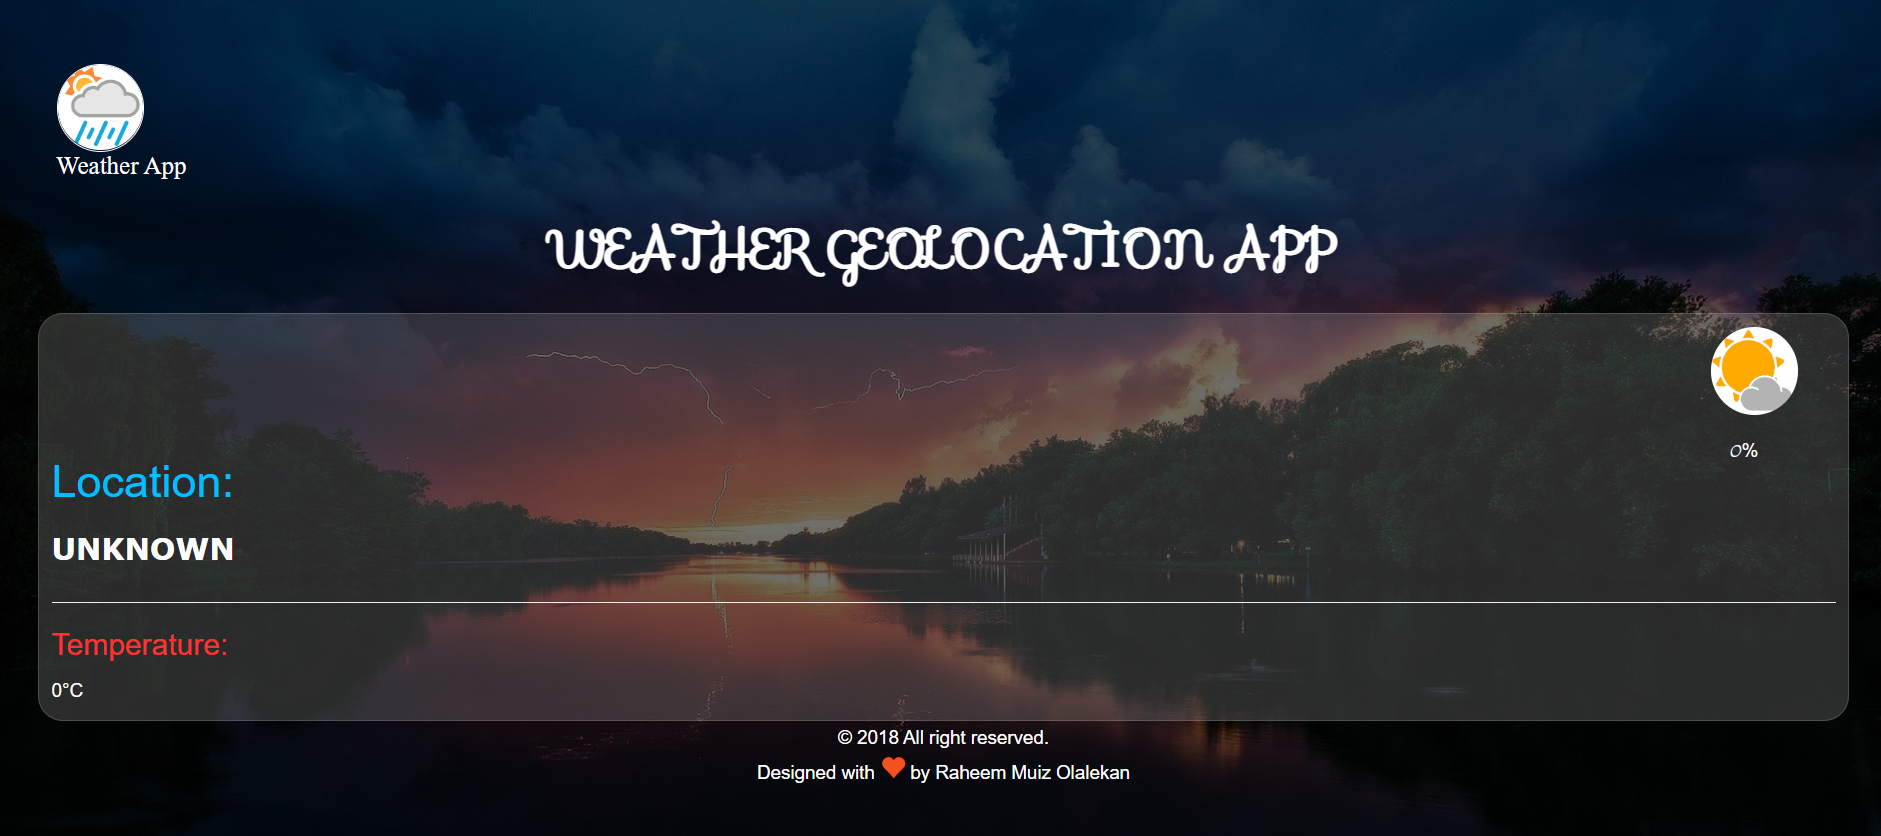 Weather App
WEATHER GEOLOCATION APP
0%
Location:
UNKNOWN
Temperature:
0°C
© 2018 All right reserved.
Designed with ❤ by Raheem Muiz Olalekan